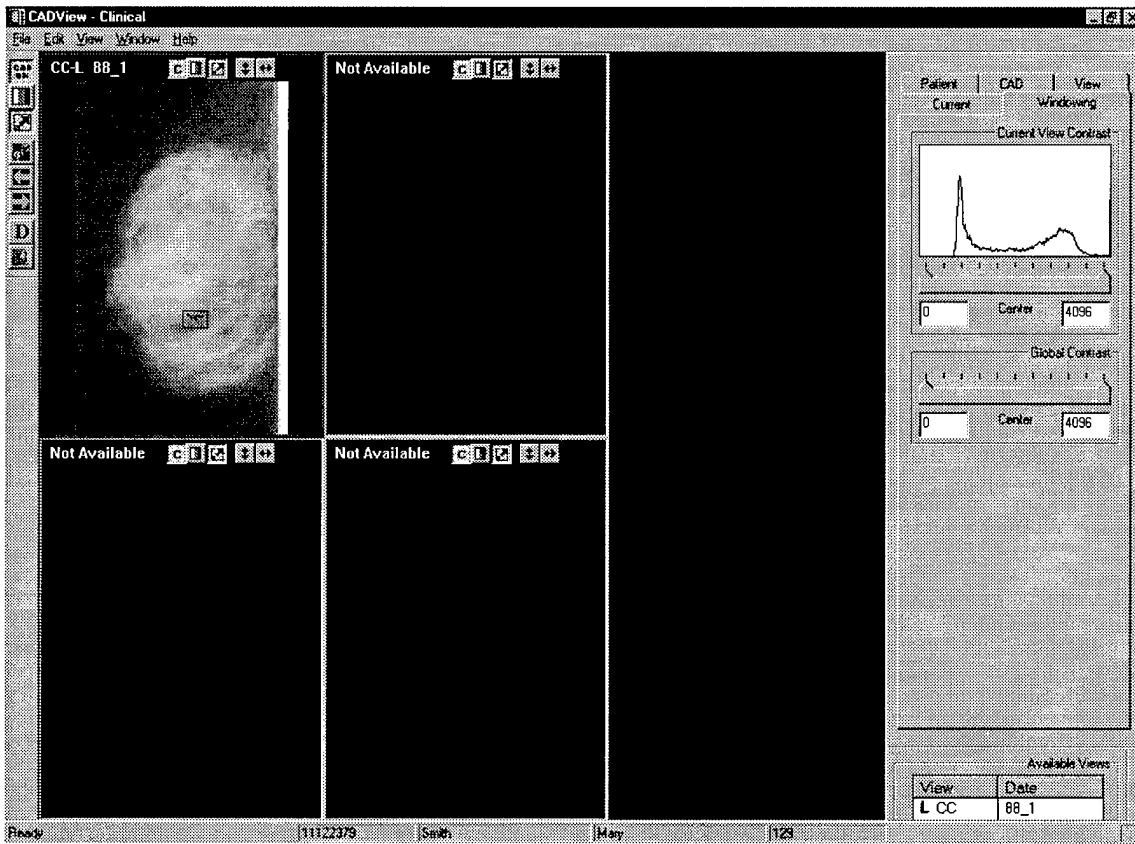 CADView - Clinical
File Edit View Window Help
CC-L 88_1 C
Not Available
Patient CAD View
Current Windowing
Current View Contrast
0 Center 4096
Global Contrast
0 Center 4096
D
Not Available C
Not Available C
Available Views
View Date
L CC 88_1
Ready 11122379 Smith Mary 129